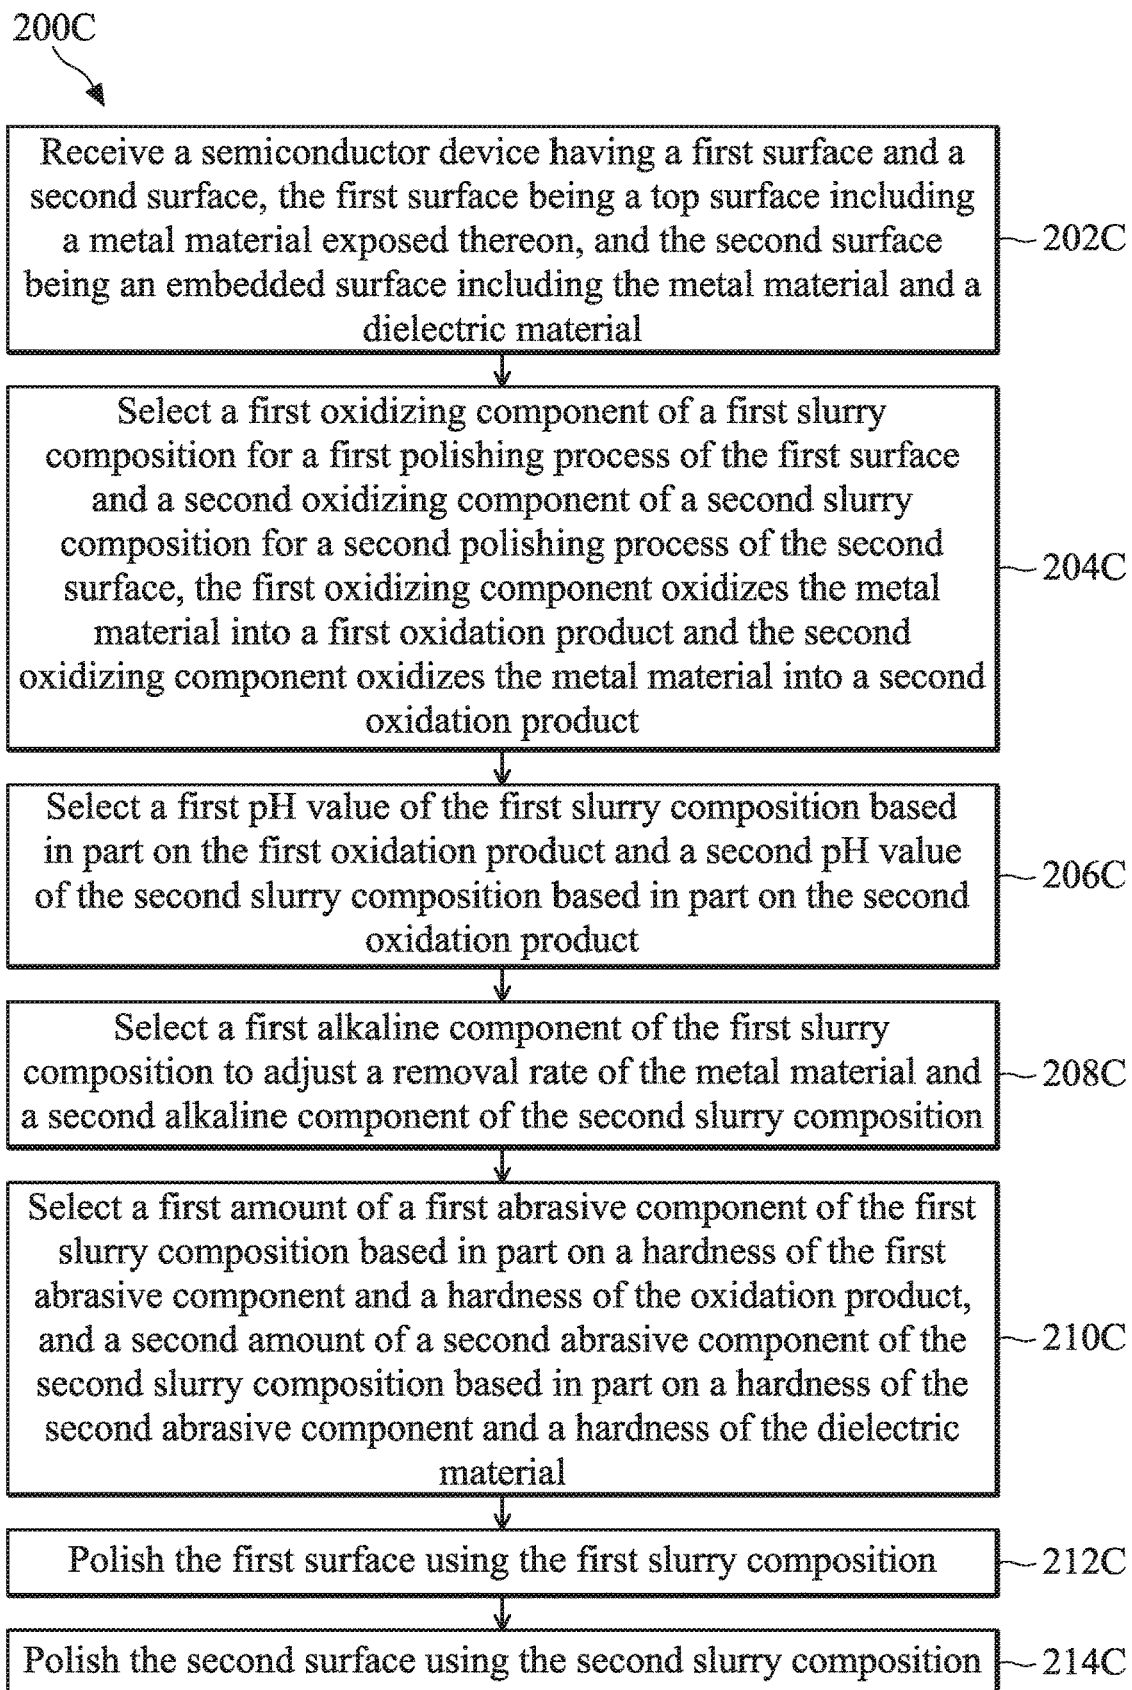 200C
Receive a semiconductor device having a first surface and a
second surface, the first surface being a top surface including
a metal material exposed thereon, and the second surface
being an embedded surface including the metal material and a
dielectric material
202C
Select a first oxidizing component of a first slurry
composition for a first polishing process of the first surface
and a second oxidizing component of a second slurry
composition for a second polishing process of the second
surface, the first oxidizing component oxidizes the metal
material into a first oxidation product and the second
oxidizing component oxidizes the metal material into a second
oxidation product
204C
Select a first pH value of the first slurry composition based
in part on the first oxidation product and a second pH value
of the second slurry composition based in part on the second
oxidation product
206C
Select a first alkaline component of the first slurry
composition to adjust a removal rate of the metal material and
a second alkaline component of the second slurry composition
208C
Select a first amount of a first abrasive component of the first
slurry composition based in part on a hardness of the first
abrasive component and a hardness of the oxidation product,
and a second amount of a second abrasive component of the
second slurry composition based in part on a hardness of the
second abrasive component and a hardness of the dielectric
material
210C
Polish the first surface using the first slurry composition
212C
Polish the second surface using the second slurry composition
214C